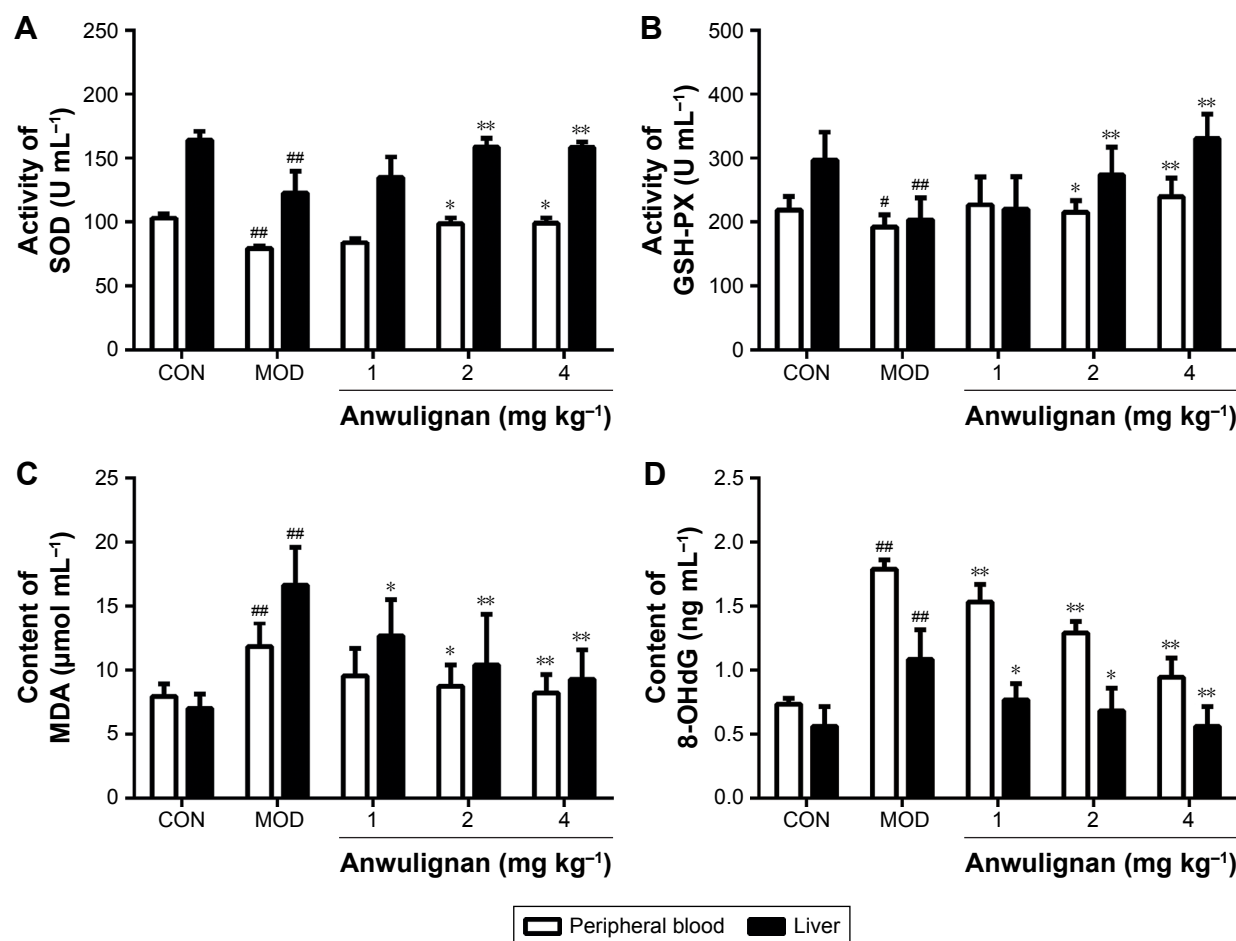 A
Activity of
SOD (U mL⁻¹)
250
200
150
100
50
0
##
##
**
*
**
*
CON MOD 1 2 4
Anwulignan (mg kg⁻¹)
B
Activity of
GSH-PX (U mL⁻¹)
500
400
300
200
100
0
#
##
*
**
**
**
CON MOD 1 2 4
Anwulignan (mg kg⁻¹)
C
Content of
MDA (µmol mL⁻¹)
25
20
15
10
5
0
##
##
*
*
**
**
**
CON MOD 1 2 4
Anwulignan (mg kg⁻¹)
D
Content of
8-OHdG (ng mL⁻¹)
2.5
2.0
1.5
1.0
0.5
0.0
##
##
**
*
**
*
**
**
CON MOD 1 2 4
Anwulignan (mg kg⁻¹)
Peripheral blood Liver